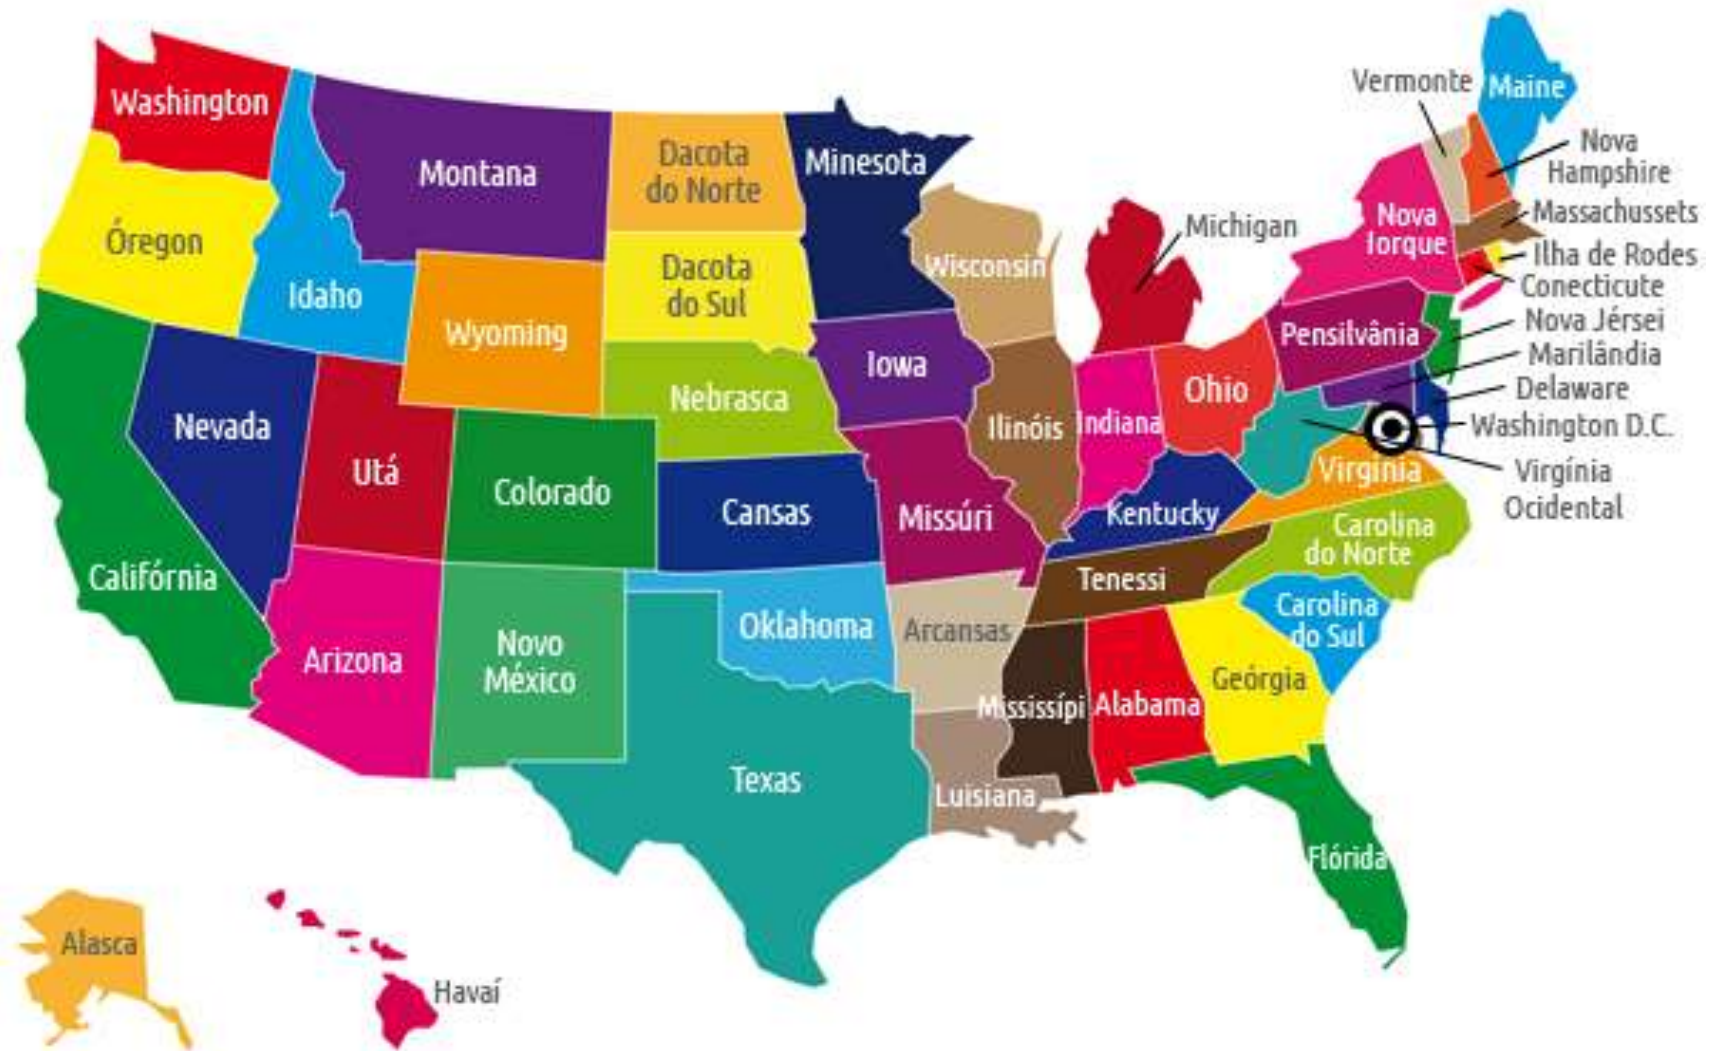 Vermonte
Maine
Washington
Nova
Hampshire
Montana
Dacota
do Norte
Minesota
Óregon
Nova
Iorque
Massachussets
Michigan
Ilha de Rodes
Wisconsin
Dacota
do Sul
Conecticute
Idaho
Nova Jérsei
Wyoming
Pensilvânia
Marilândia
Iowa
Ohio
Delaware
Nebrasca
Nevada
Ilinóis
Indiana
Washington D.C.
Utá
Colorado
Virgínia
Virgínia
Ocidental
Cansas
Missúri
Kentucky
Carolina
do Norte
Califórnia
Tenessi
Carolina
do Sul
Oklahoma
Arcansas
Arizona
Novo
México
Geórgia
Mississípi
Alabama
Texas
Luisiana
Flórida
Alasca
Havaí